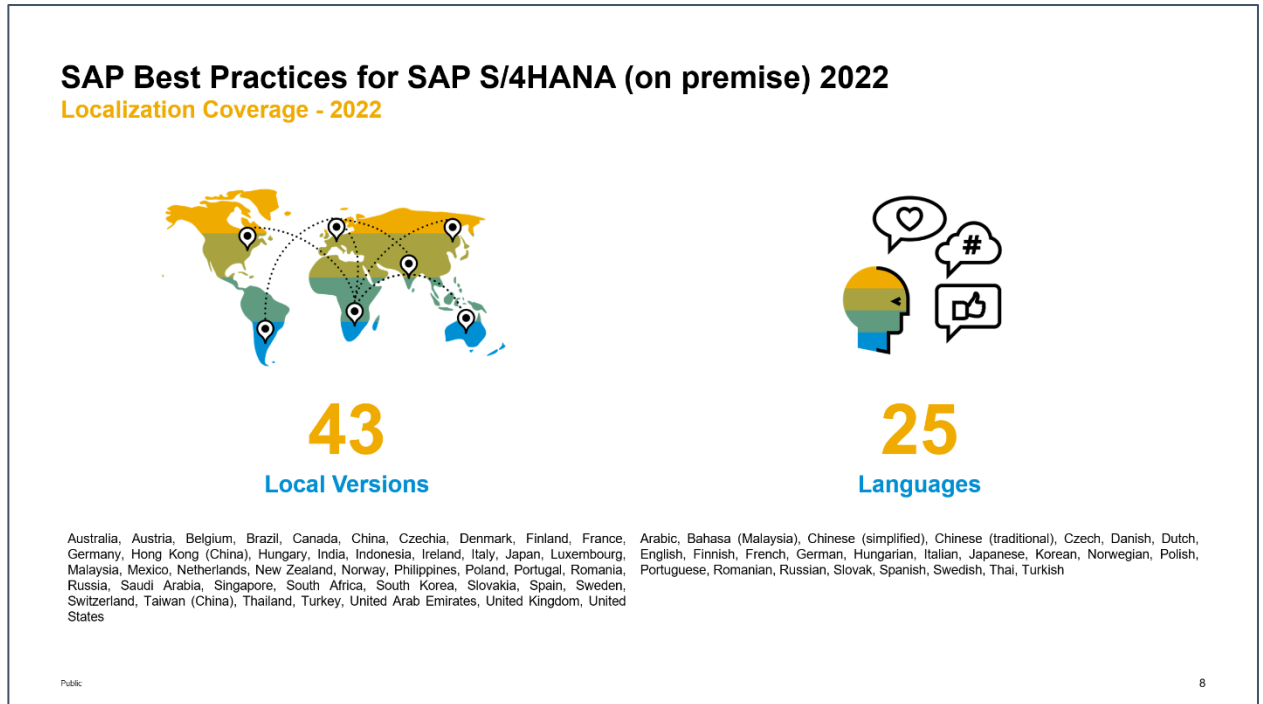 SAP Best Practices for SAP S/4HANA (on premise) 2022
Localization Coverage - 2022
#
43
Local Versions
Australia, Austria, Belgium, Brazil, Canada, China, Czechia, Denmark, Finland, France,
Germany, Hong Kong (China), Hungary, India, Indonesia, Ireland, Italy, Japan, Luxembourg,
Malaysia, Mexico, Netherlands, New Zealand, Norway, Philippines, Poland, Portugal, Romania,
Russia, Saudi Arabia, Singapore, South Africa, South Korea, Slovakia, Spain, Sweden,
Switzerland, Taiwan (China), Thailand, Turkey, United Arab Emirates, United Kingdom, United
States
25
Languages
Arabic, Bahasa (Malaysia), Chinese (simplified), Chinese (traditional), Czech, Danish, Dutch,
English, Finnish, French, German, Hungarian, Italian, Japanese, Korean, Norwegian, Polish,
Portuguese, Romanian, Russian, Slovak, Spanish, Swedish, Thai, Turkish
Public
8